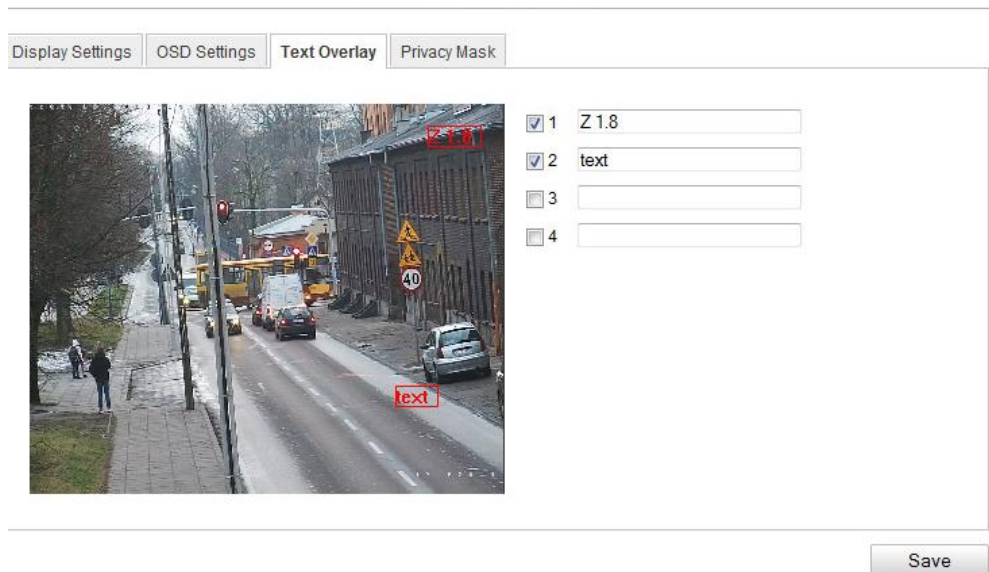 Display Settings
OSD Settings
Text Overlay
Privacy Mask
Z 1.8
40
text
1 Z 1.8
2 text
3
4
Save